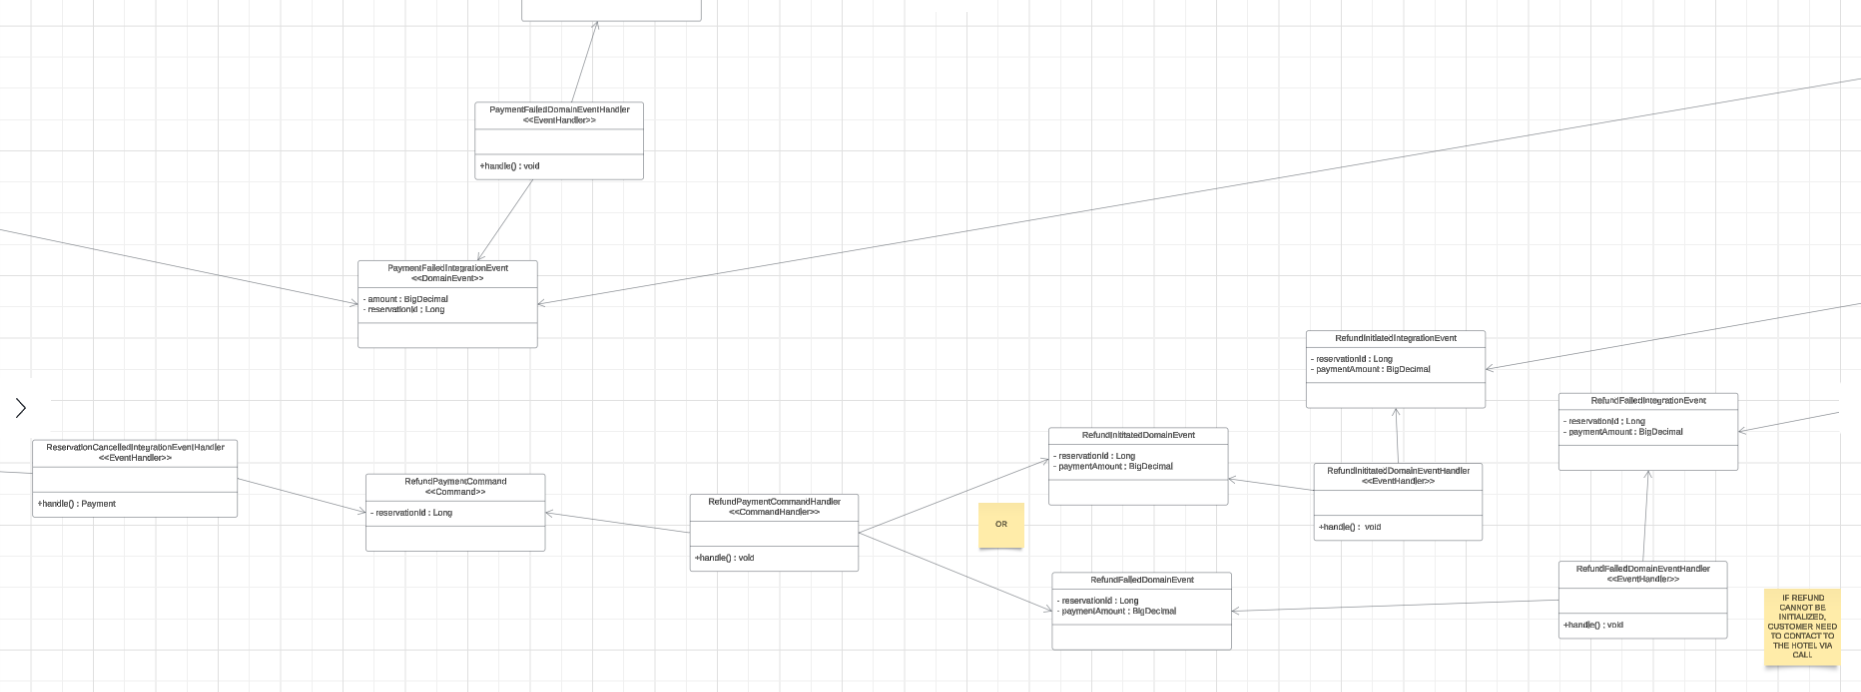 PaymentFailedDomainEventHandler
<<EventHandler>>
+handle() : void
PaymentFailedIntegrationEvent
<<DomainEvent>>
- amount : BigDecimal
- reservationId : Long
RefundInitiatedIntegrationEvent
- reservationId : Long
- paymentAmount : BigDecimal
RefundFailedIntegrationEvent
- reservationId : Long
- paymentAmount : BigDecimal
ReservationCancelledIntegrationEventHandler
<<EventHandler>>
+handle() : Payment
RefundPaymentCommand
<<Command>>
- reservationId : Long
RefundPaymentCommandHandler
<<CommandHandler>>
+handle() : void
RefundInititatedDomainEvent
- reservationId : Long
- paymentAmount : BigDecimal
OR
RefundInititatedDomainEventHandler
<<EventHandler>>
+handle() : void
RefundFailedDomainEvent
- reservationId : Long
- paymentAmount : BigDecimal
RefundFailedDomainEventHandler
<<EventHandler>>
+handle() : void
IF REFUND
CANNOT BE
INITIALIZED,
CUSTOMER NEED
TO CONTACT TO
THE HOTEL VIA
CALL